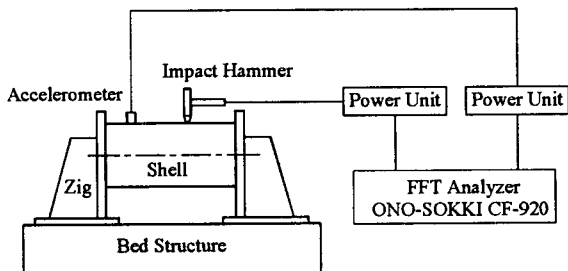 Impact Hammer
Accelerometer
Power Unit
Power Unit
Shell
Zig
FFT Analyzer
ONO-SOKKI CF-920
Bed Structure